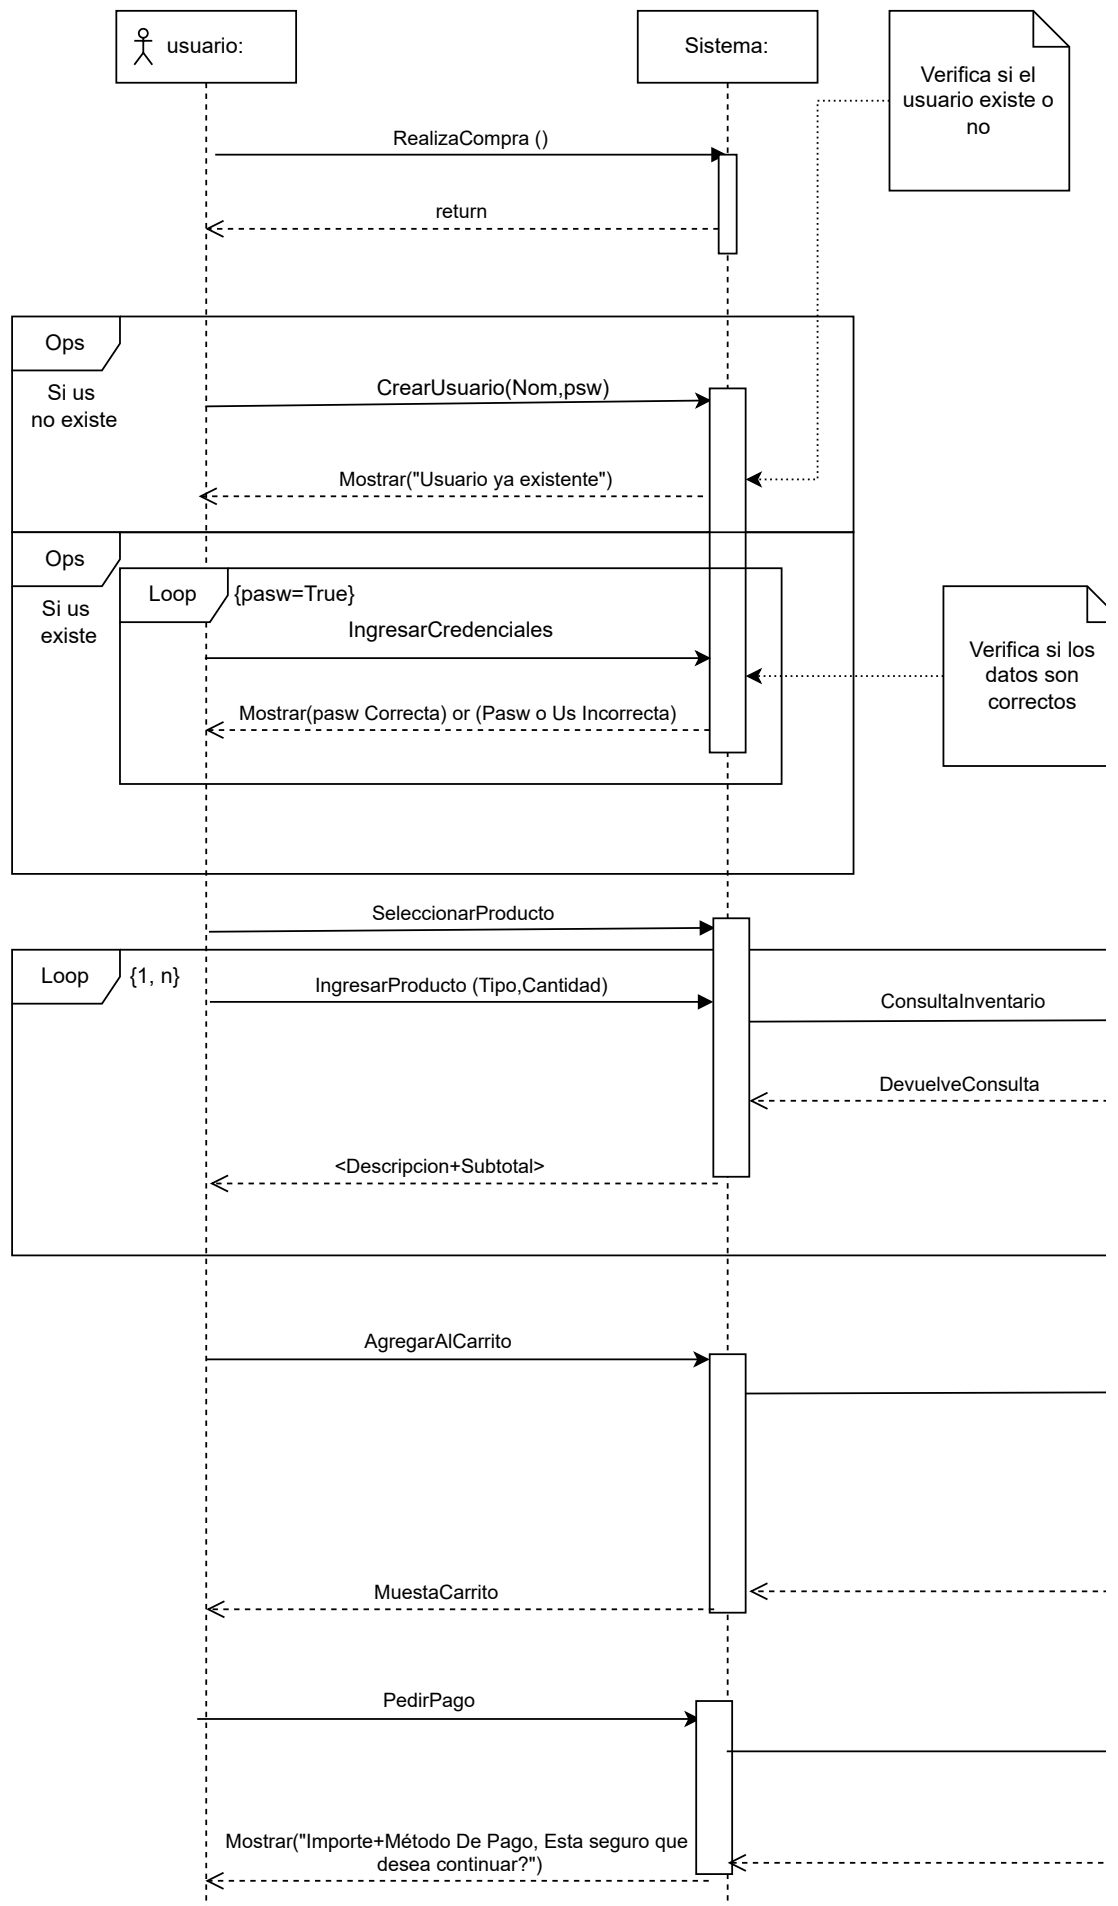 usuario:
Sistema:
Verifica si el
usuario existe o
no
RealizaCompra ()
return
Ops
Si us
no existe
CrearUsuario(Nom,psw)
Mostrar("Usuario ya existente")
Ops
Si us
existe
Loop
{pasw=True}
IngresarCredenciales
Verifica si los
datos son
correctos
Mostrar(pasw Correcta) or (Pasw o Us Incorrecta)
SeleccionarProducto
Loop
{1, n}
IngresarProducto (Tipo,Cantidad)
ConsultaInventario
DevuelveConsulta
<Descripcion+Subtotal>
AgregarAlCarrito
MuestaCarrito
PedirPago
Mostrar("Importe+Método De Pago, Esta seguro que
desea continuar?")